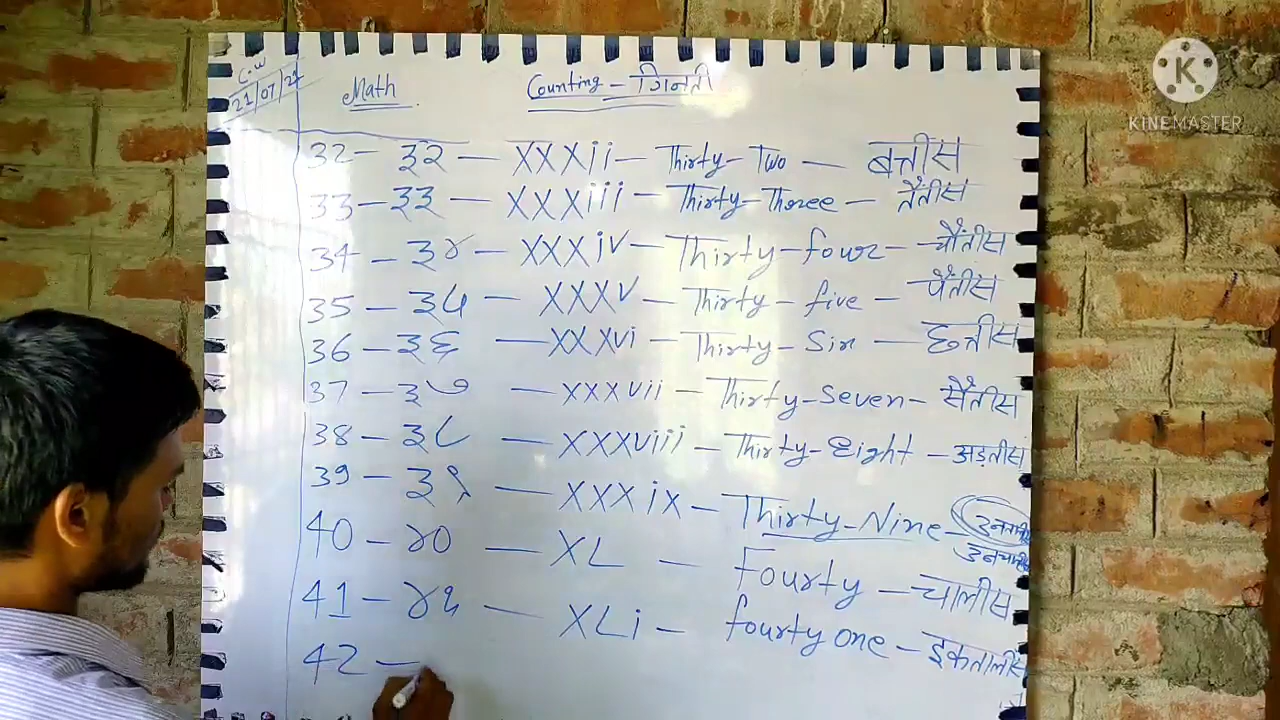 C.W
21/07/2
Math Counting - गिनती
32 - ३२ - XXXii - Thirty-Two - बत्तीस
33 - ३३ - XXXiii - Thirty-Three - तैंतीस
34 - ३४ - XXXiv - Thirty-four - चौंतीस
35 - ३५ - XXXV - Thirty-five - पैंतीस
36 - ३६ - XXXvi - Thirty-Six - छत्तीस
37 - ३७ - XXXvii - Thirty-Seven - सैंतीस
38 - ३८ - XXXviii - Thirty-Eight - अड़तीस
39 - ३९ - XXXix - Thirty-Nine -
40 - ४० - XL - Fourty - चालीस
41 - ४१ - XLi - fourty one - इकतालीस
42 -
KINEMASTER